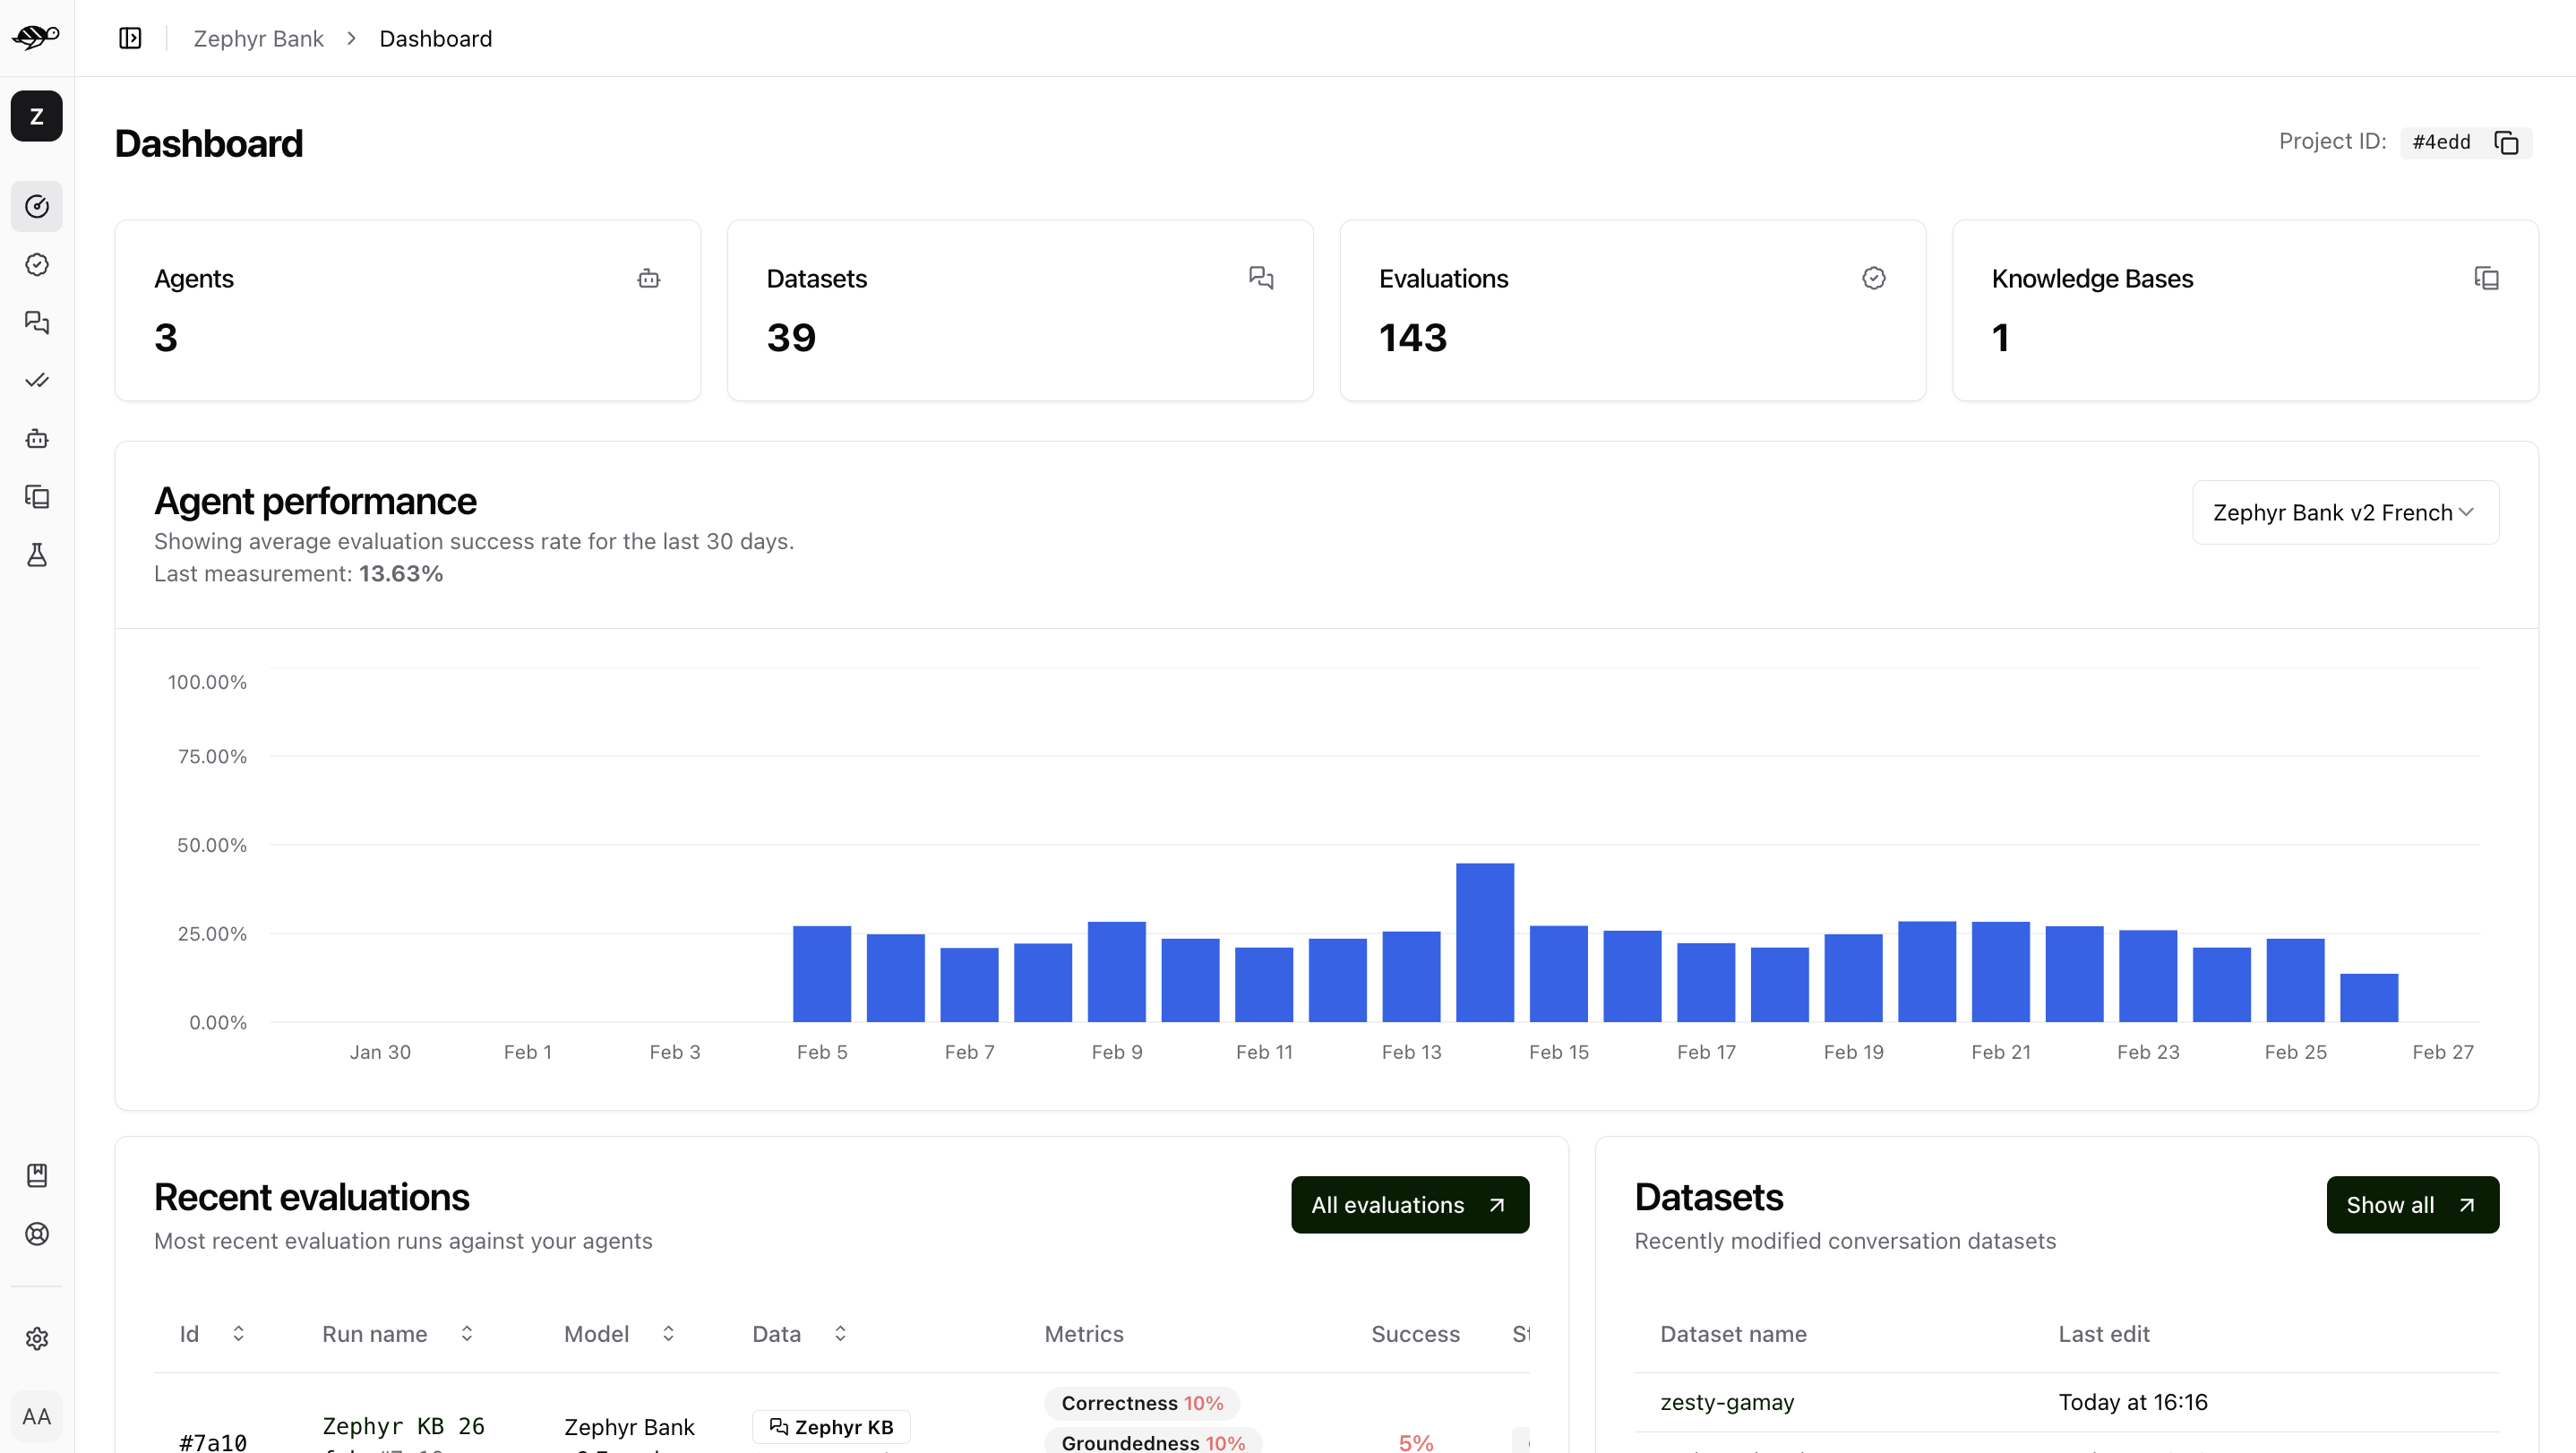 Zephyr Bank > Dashboard
Z
Dashboard
Project ID: #4edd
Agents
3
Datasets
39
Evaluations
143
Knowledge Bases
1
Agent performance
Showing average evaluation success rate for the last 30 days.
Last measurement: 13.63%
Zephyr Bank v2 French
100.00%
75.00%
50.00%
25.00%
0.00%
Jan 30 Feb 1 Feb 3 Feb 5 Feb 7 Feb 9 Feb 11 Feb 13 Feb 15 Feb 17 Feb 19 Feb 21 Feb 23 Feb 25 Feb 27
Recent evaluations
Most recent evaluation runs against your agents
All evaluations
Id Run name Model Data Metrics Success
#7a10 Zephyr KB 26 Zephyr Bank Zephyr KB Correctness 10%
Groundedness 10%
5%
Datasets
Recently modified conversation datasets
Show all
Dataset name Last edit
zesty-gamay Today at 16:16
AA